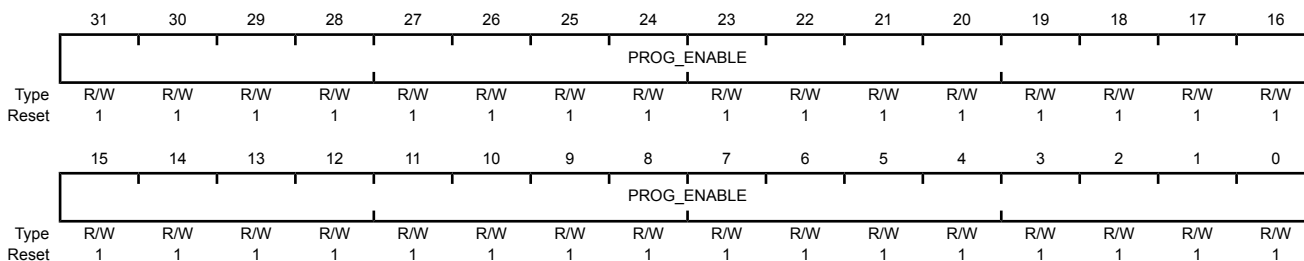 31 30 29 28 27 26 25 24 23 22 21 20 19 18 17 16
PROG_ENABLE
Type R/W R/W R/W R/W R/W R/W R/W R/W R/W R/W R/W R/W R/W R/W R/W R/W
Reset 1 1 1 1 1 1 1 1 1 1 1 1 1 1 1 1
15 14 13 12 11 10 9 8 7 6 5 4 3 2 1 0
PROG_ENABLE
Type R/W R/W R/W R/W R/W R/W R/W R/W R/W R/W R/W R/W R/W R/W R/W R/W
Reset 1 1 1 1 1 1 1 1 1 1 1 1 1 1 1 1